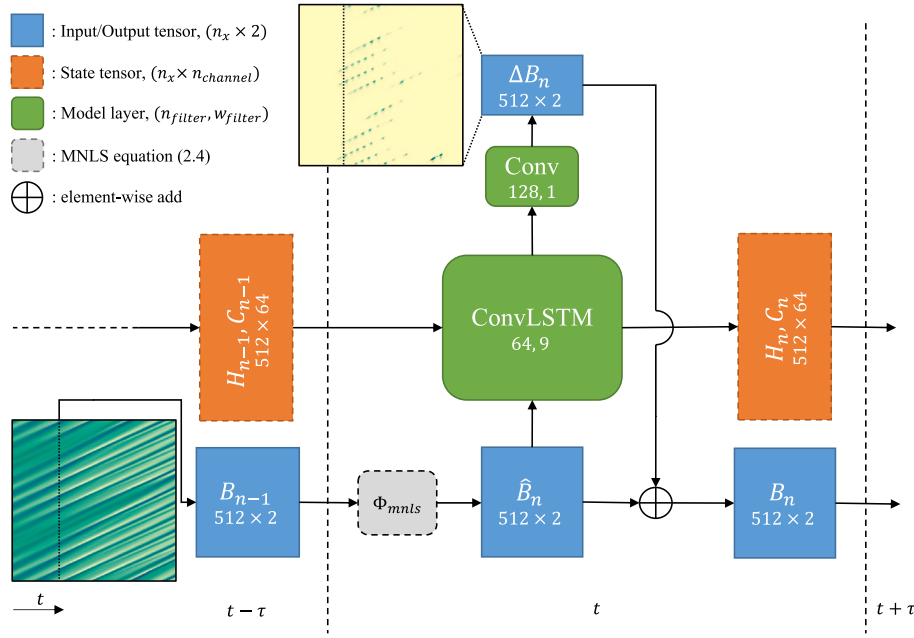 : Input/Output tensor, (n_x × 2)
: State tensor, (n_x × n_channel)
: Model layer, (n_filter, w_filter)
: MNLS equation (2.4)
: element-wise add
ΔB_n
512 × 2
Conv
128, 1
H_{n−1}, C_{n−1}
512 × 64
ConvLSTM
64, 9
H_n, C_n
512 × 64
B_{n−1}
512 × 2
Φ_mnls
B̂_n
512 × 2
B_n
512 × 2
t
t − τ
t
t + τ